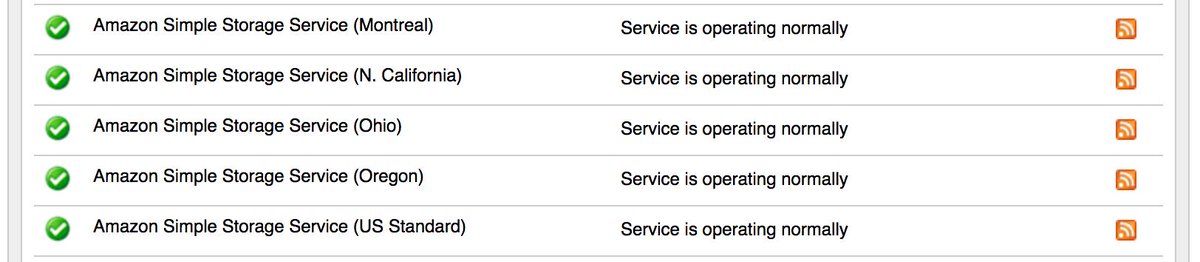 Amazon Simple Storage Service (Montreal) Service is operating normally
Amazon Simple Storage Service (N. California) Service is operating normally
Amazon Simple Storage Service (Ohio) Service is operating normally
Amazon Simple Storage Service (Oregon) Service is operating normally
Amazon Simple Storage Service (US Standard) Service is operating normally